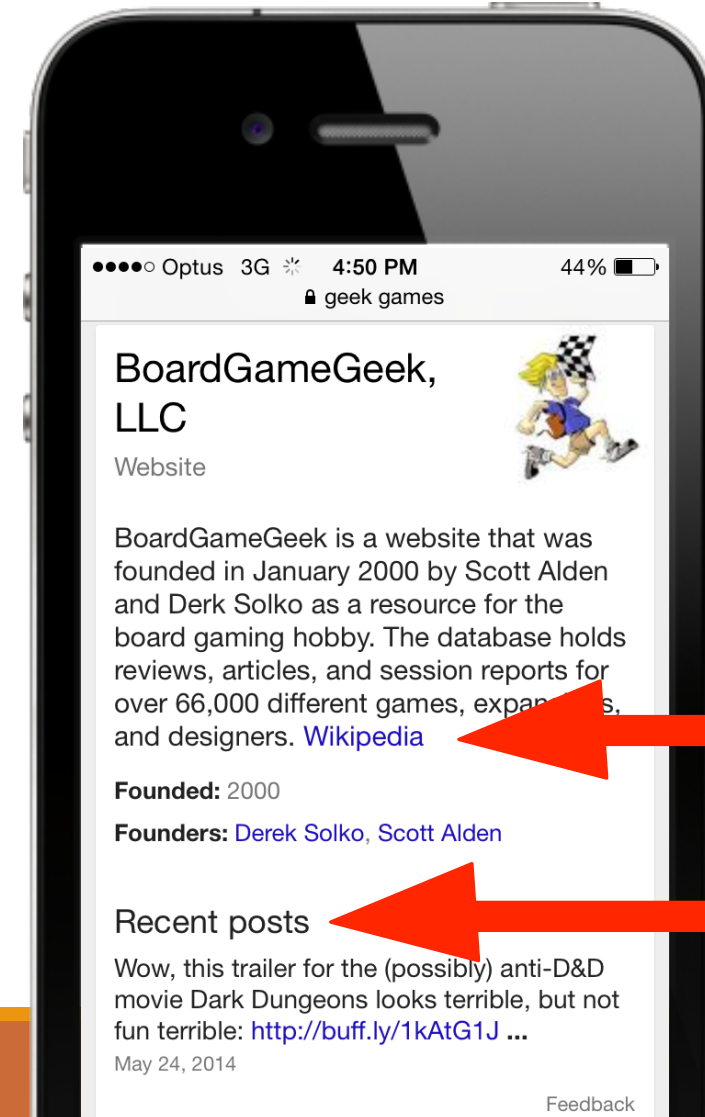 Optus 3G 4:50 PM 44%
geek games
BoardGameGeek,
LLC
Website
BoardGameGeek is a website that was
founded in January 2000 by Scott Alden
and Derk Solko as a resource for the
board gaming hobby. The database holds
reviews, articles, and session reports for
over 66,000 different games,
and designers. Wikipedia
Founded: 2000
Founders: Derek Solko, Scott Alden
Recent posts
Wow, this trailer for the (possibly) anti-D&D
movie Dark Dungeons looks terrible, but not
fun terrible: http://buff.ly/1kAtG1J ...
May 24, 2014
Feedback